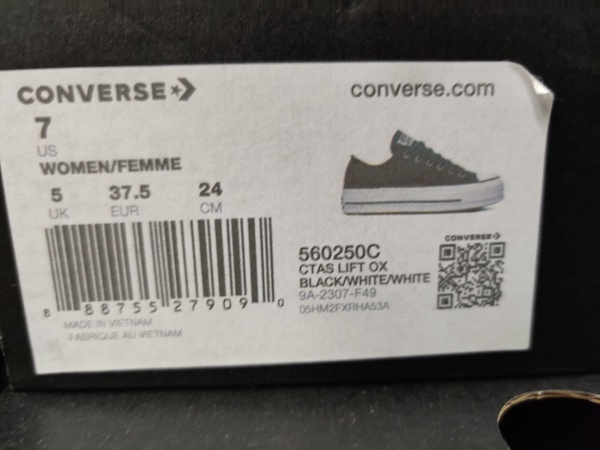 CONVERSE
converse.com
7
US
WOMEN/FEMME
5 37.5 24
UK EUR CM
560250C
CTAS LIFT OX
BLACK/WHITE/WHITE
9A-2307-F49
05HM2FXRHA53A
CONVERSE
8 88755 27909 0
MADE IN VIETNAM
FABRIQUE AU VIETNAM